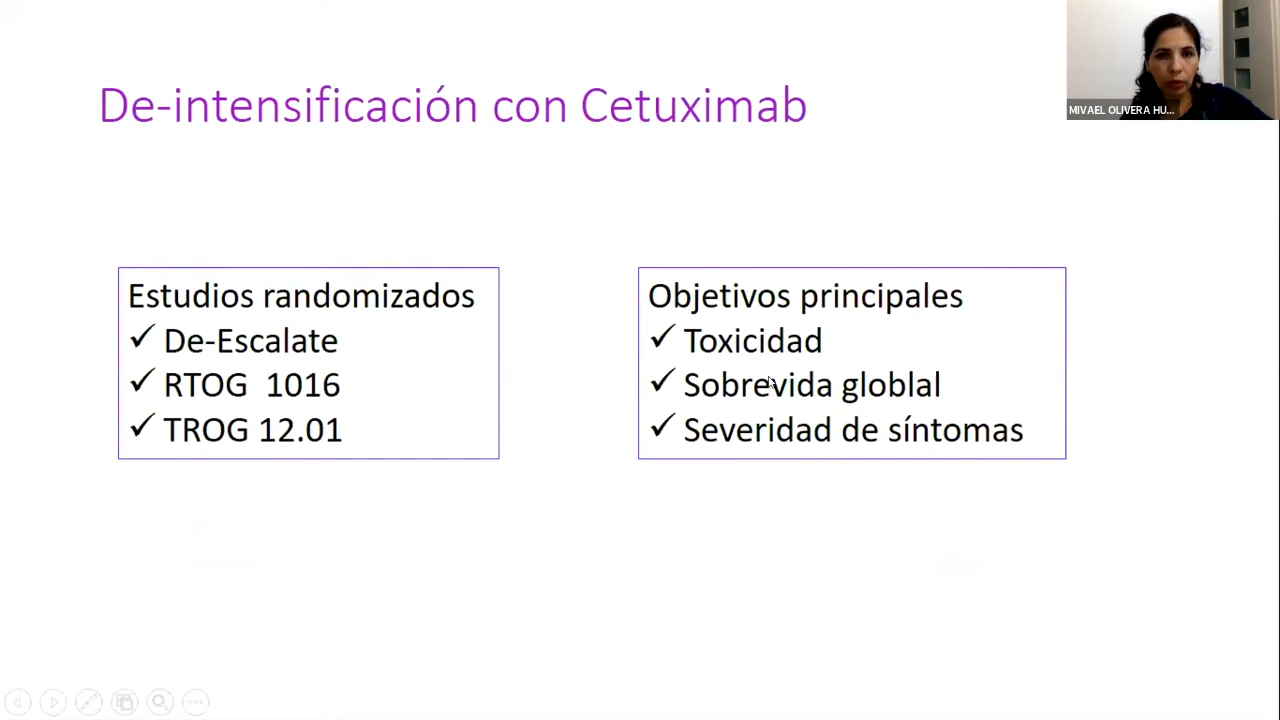 De-intensificación con Cetuximab
MIVAEL OLIVERA HU...
Estudios randomizados
✓ De-Escalate
✓ RTOG 1016
✓ TROG 12.01
Objetivos principales
✓ Toxicidad
✓ Sobrevida globlal
✓ Severidad de síntomas